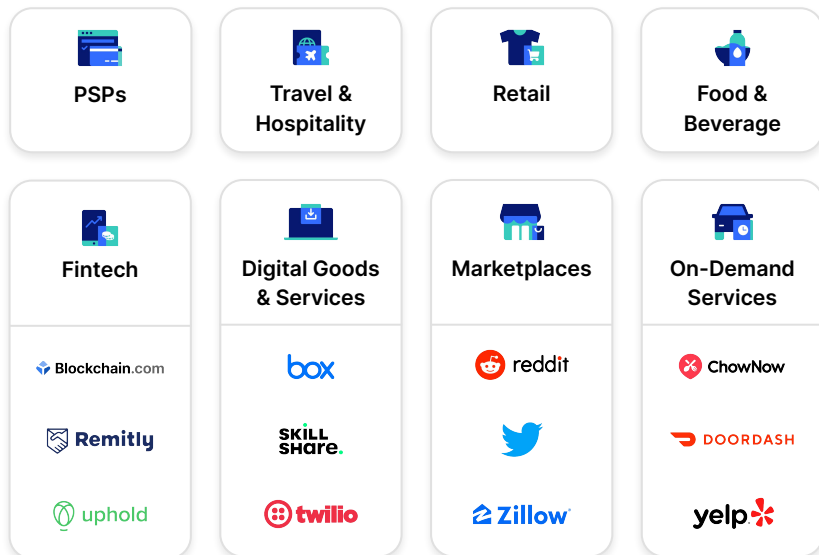 PSPs
Travel &
Hospitality
Retail
Food &
Beverage
Fintech
Blockchain.com
Remitly
uphold
Digital Goods
& Services
box
SKILL
SHare.
twilio
Marketplaces
reddit
Zillow
On-Demand
Services
ChowNow
DOORDASH
yelp